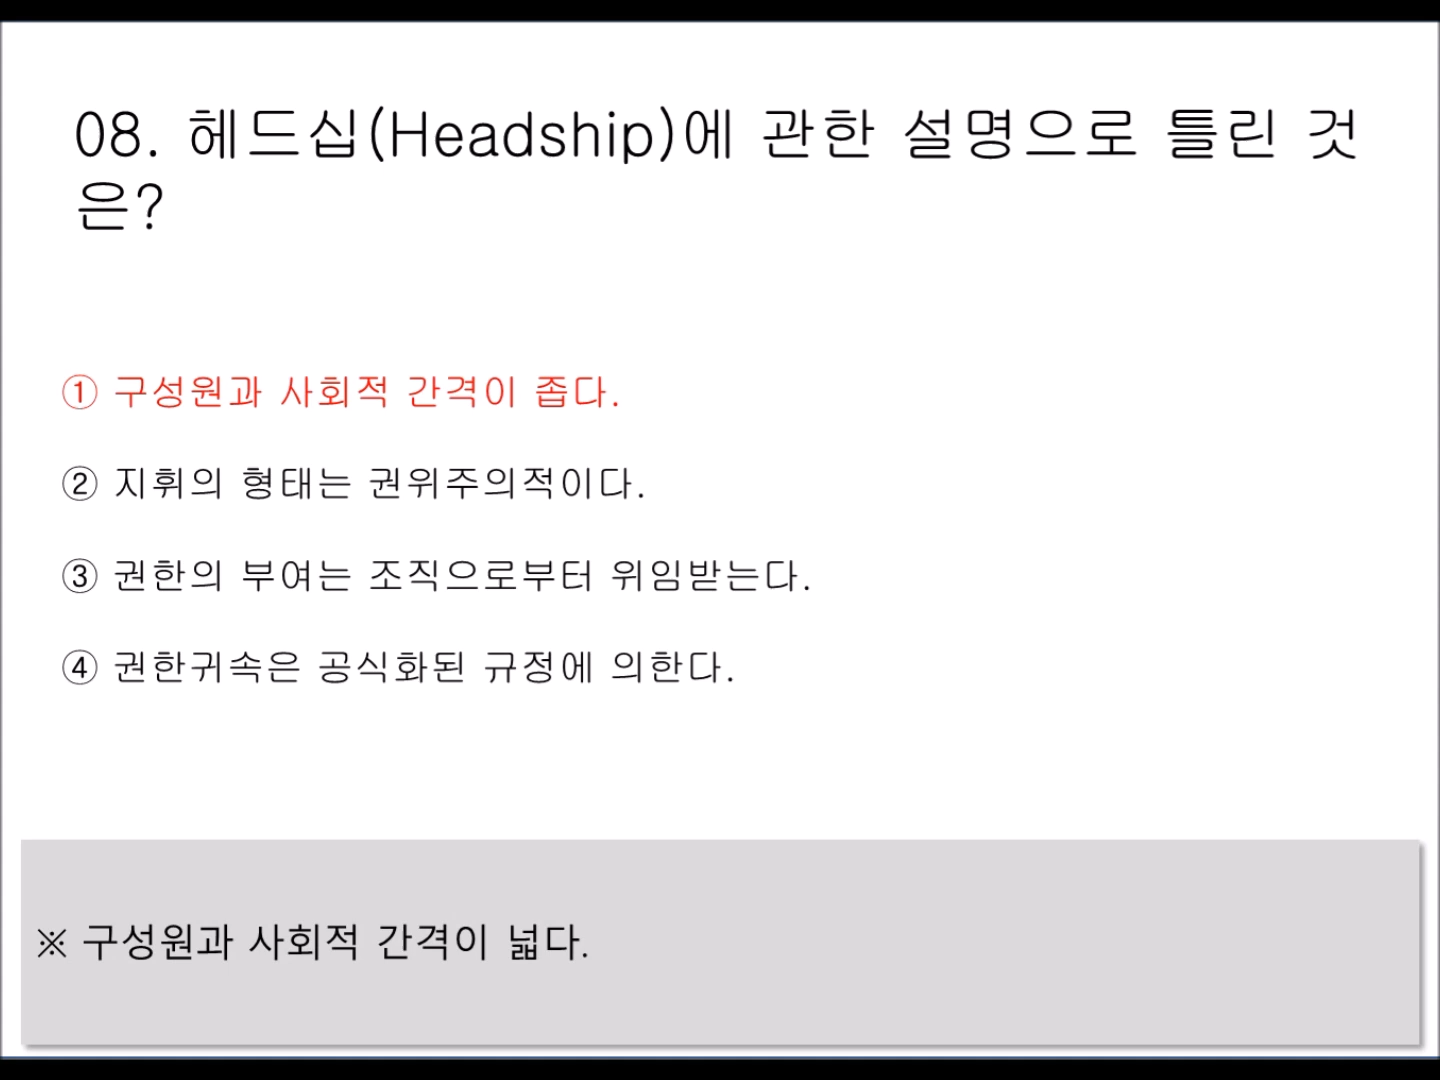 08. 헤드십(Headship)에 관한 설명으로 틀린 것
은?
① 구성원과 사회적 간격이 좁다.
② 지휘의 형태는 권위주의적이다.
③ 권한의 부여는 조직으로부터 위임받는다.
④ 권한귀속은 공식화된 규정에 의한다.
※ 구성원과 사회적 간격이 넓다.